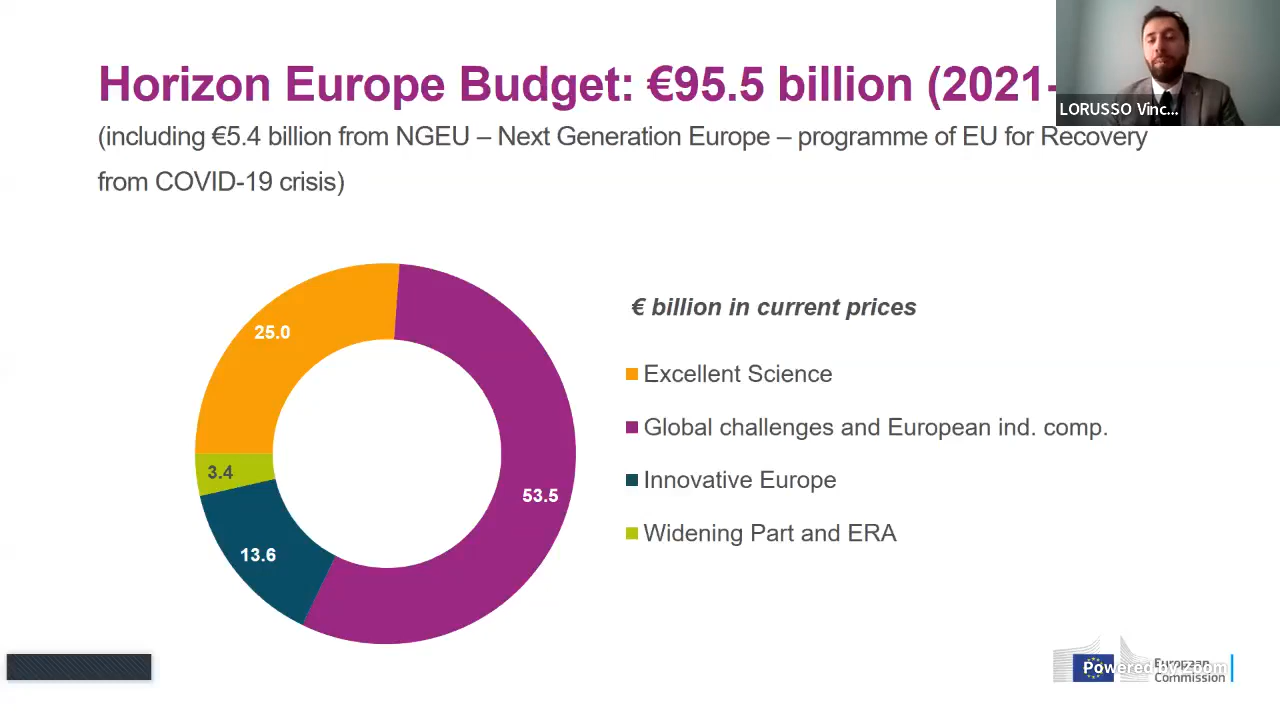 Horizon Europe Budget: €95.5 billion (2021-
LORUSSO Vinc...
(including €5.4 billion from NGEU – Next Generation Europe – programme of EU for Recovery
from COVID-19 crisis)
€ billion in current prices
25.0
53.5
3.4
13.6
Excellent Science
Global challenges and European ind. comp.
Innovative Europe
Widening Part and ERA
Powered by Zoom
European
Commission